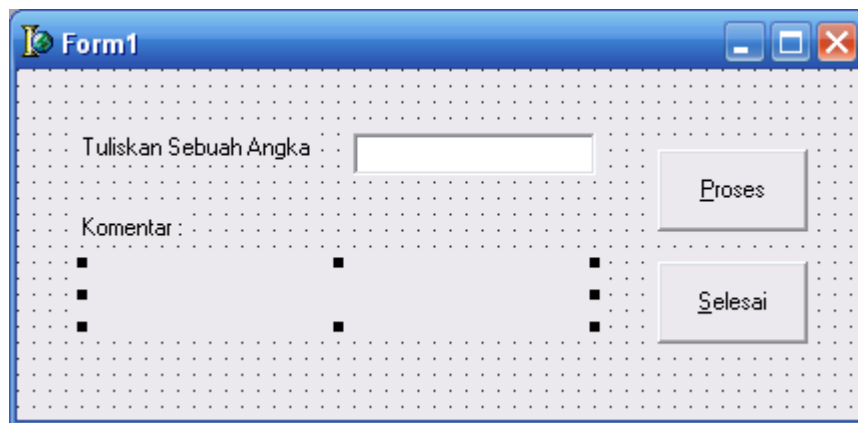 Form1
Tuliskan Sebuah Angka
Proses
Komentar :
Selesai